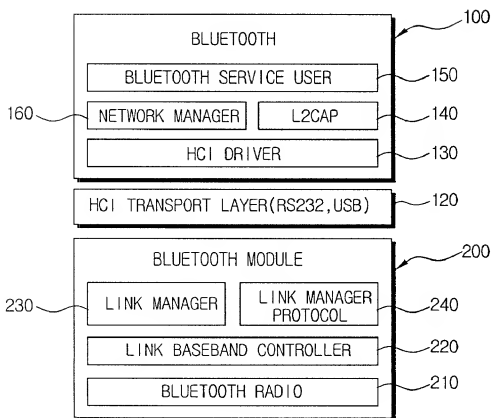 BLUETOOTH
100
BLUETOOTH SERVICE USER
150
160
NETWORK MANAGER
L2CAP
140
HCI DRIVER
130
HCI TRANSPORT LAYER(RS232,USB)
120
BLUETOOTH MODULE
200
230
LINK MANAGER
LINK MANAGER
PROTOCOL
240
LINK BASEBAND CONTROLLER
220
BLUETOOTH RADIO
210